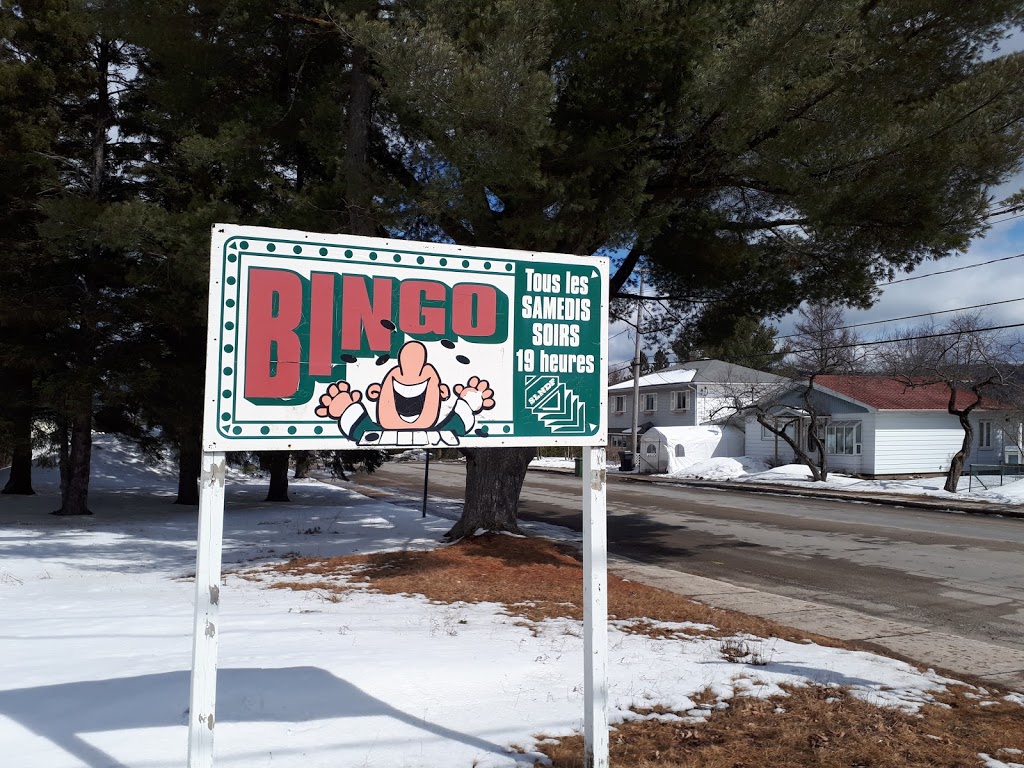 BINGO
Tous les
SAMEDIS
SOIRS
19 heures